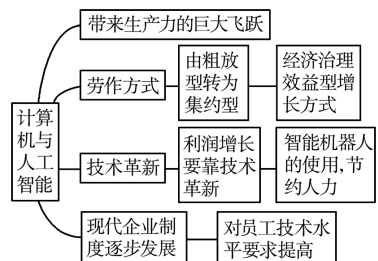 带来生产力的巨大飞跃
劳作方式
由粗放
型转为
集约型
经济治理
效益型增
长方式
计算
机与
人工
智能
技术革新
利润增长
要靠技术
革新
智能机器人
的使用,节
约人力
现代企业制
度逐步发展
对员工技术水
平要求提高